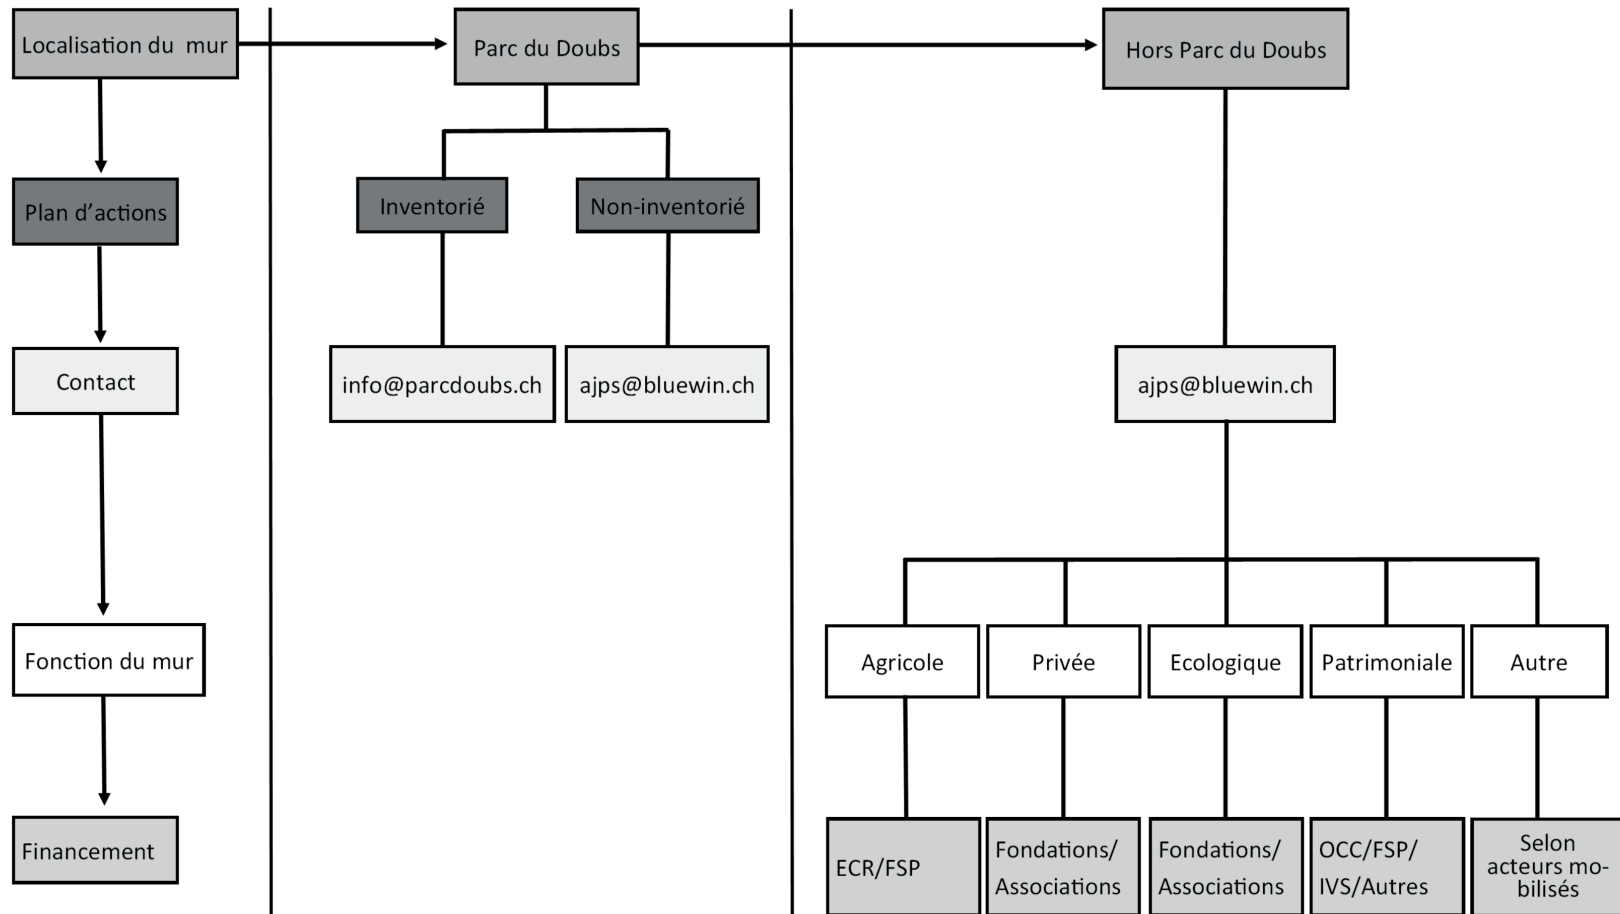 Localisation du mur
Parc du Doubs
Hors Parc du Doubs
Plan d'actions
Inventorié
Non-inventorié
Contact
info@parcdoubs.ch
ajps@bluewin.ch
ajps@bluewin.ch
Fonction du mur
Agricole
Privée
Ecologique
Patrimoniale
Autre
Financement
ECR/FSP
Fondations/
Associations
Fondations/
Associations
OCC/FSP/
IVS/Autres
Selon
acteurs mo-
bilisés